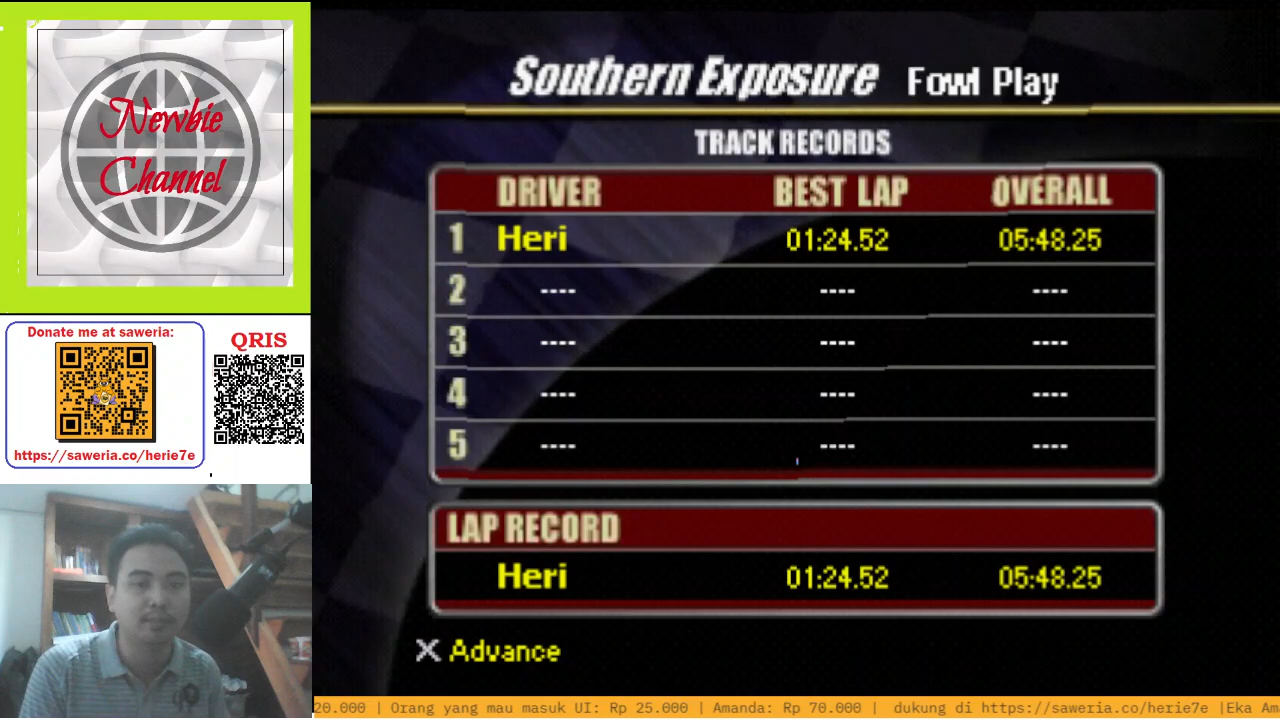 Newbie
Channel
Donate me at saweria:
https://saweria.co/herie7e
QRIS
Southern Exposure Fowl Play
TRACK RECORDS
DRIVER BEST LAP OVERALL
1 Heri 01:24.52 05:48.25
2 ---- ---- ----
3 ---- ---- ----
4 ---- ---- ----
5 ---- ---- ----
LAP RECORD
Heri 01:24.52 05:48.25
X Advance
20.000 | Orang yang mau masuk UI: Rp 25.000 | Amanda: Rp 70.000 | dukung di https://saweria.co/herie7e |Eka